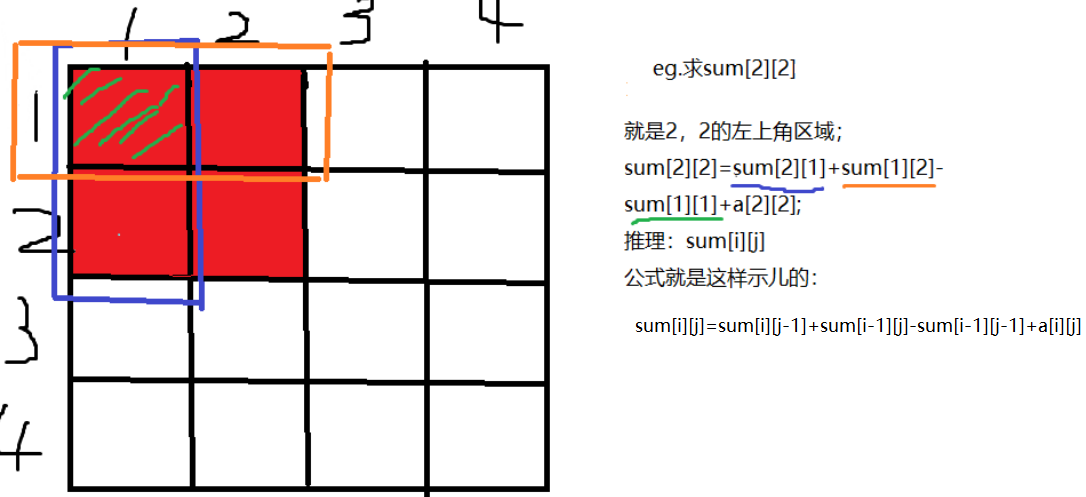 1 2 3 4
1
2
3
4
eg.求sum[2][2]
就是2，2的左上角区域；
sum[2][2]=sum[2][1]+sum[1][2]-
sum[1][1]+a[2][2];
推理：sum[i][j]
公式就是这样示儿的：
sum[i][j]=sum[i][j-1]+sum[i-1][j]-sum[i-1][j-1]+a[i][j]